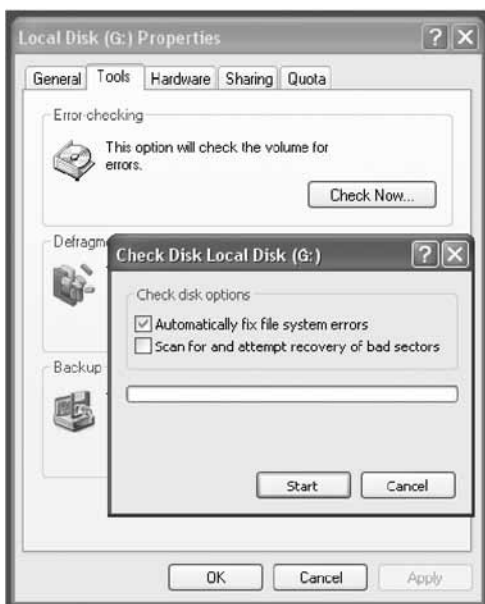 Local Disk (G:) Properties
General
Tools
Hardware
Sharing
Quota
Error-checking
This option will check the volume for
errors.
Check Now...
Defragm
Check Disk Local Disk (G:)
Check disk options
Automatically fix file system errors
Scan for and attempt recovery of bad sectors
Backup
Start
Cancel
OK
Cancel
Apply